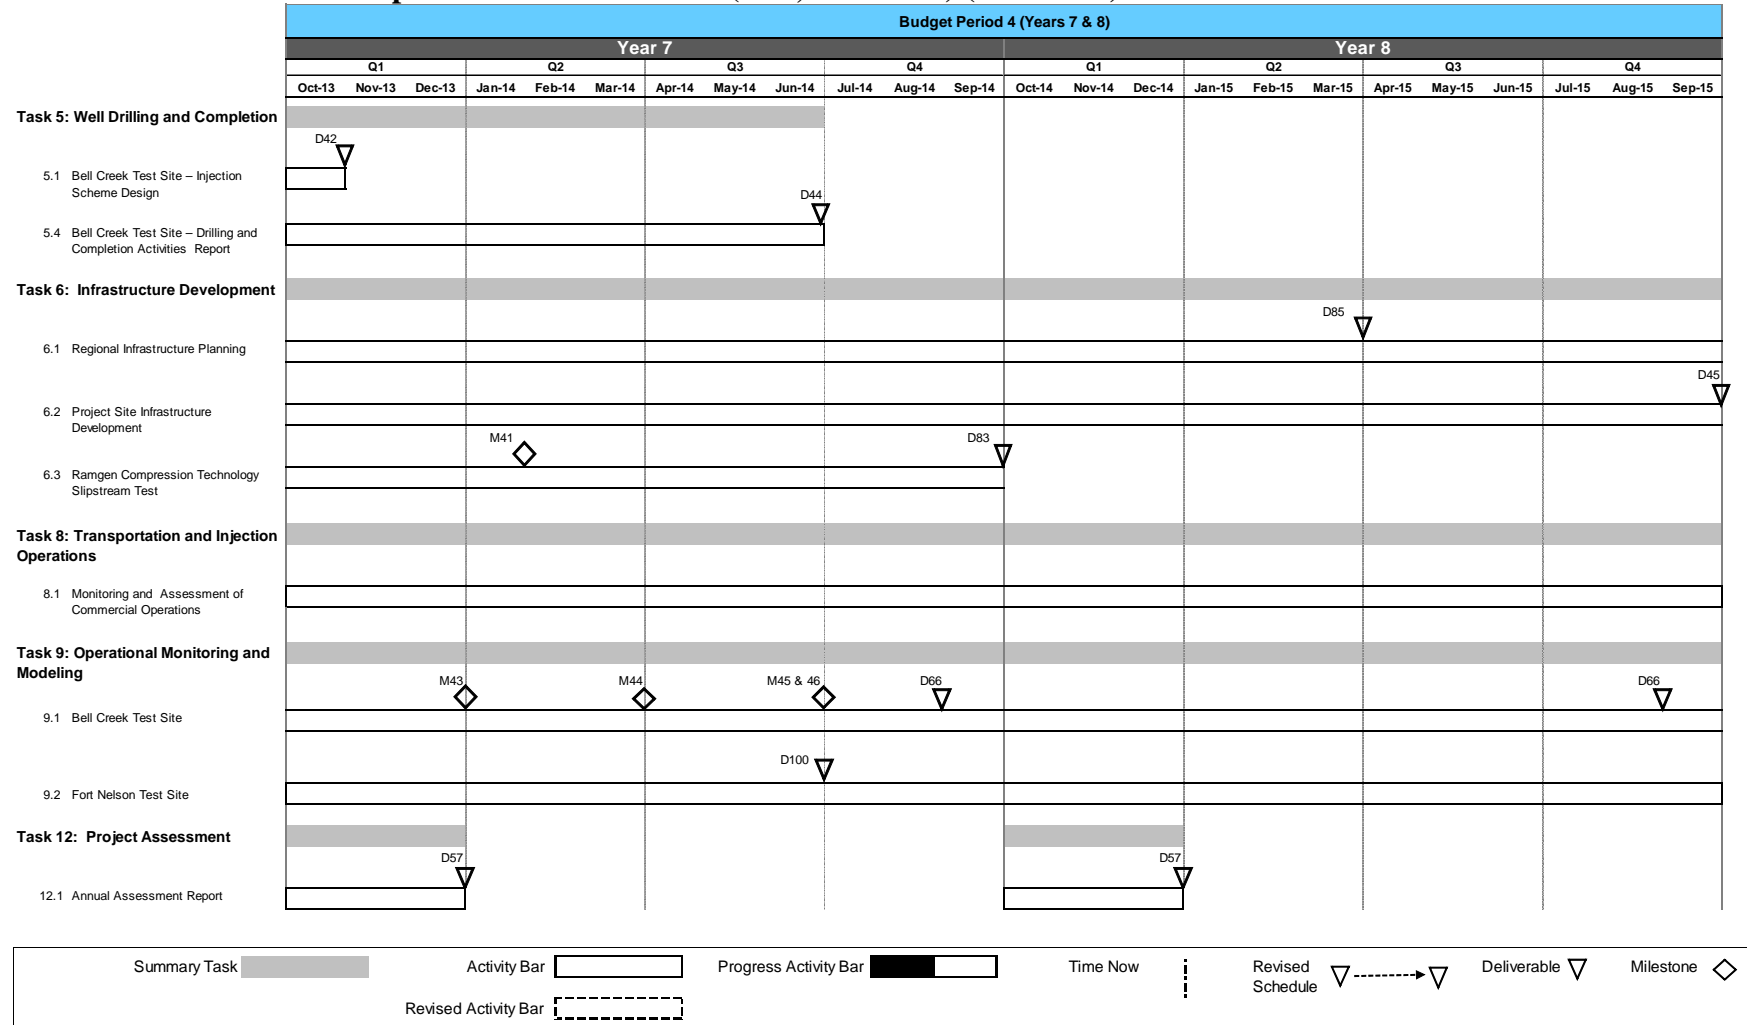 Budget Period 4 (Years 7 & 8)
Year 7 Year 8
Q1 Q2 Q3 Q4 Q1 Q2 Q3 Q4
Oct-13 Nov-13 Dec-13 Jan-14 Feb-14 Mar-14 Apr-14 May-14 Jun-14 Jul-14 Aug-14 Sep-14 Oct-14 Nov-14 Dec-14 Jan-15 Feb-15 Mar-15 Apr-15 May-15 Jun-15 Jul-15 Aug-15 Sep-15
Task 5: Well Drilling and Completion
D42
5.1 Bell Creek Test Site – Injection
Scheme Design
D44
5.4 Bell Creek Test Site – Drilling and
Completion Activities Report
Task 6: Infrastructure Development
D85
6.1 Regional Infrastructure Planning
D45
6.2 Project Site Infrastructure
Development
M41 D83
6.3 Ramgen Compression Technology
Slipstream Test
Task 8: Transportation and Injection
Operations
8.1 Monitoring and Assessment of
Commercial Operations
Task 9: Operational Monitoring and
Modeling
M43 M44 M45 & 46 D66 D66
9.1 Bell Creek Test Site
D100
9.2 Fort Nelson Test Site
Task 12: Project Assessment
D57 D57
12.1 Annual Assessment Report
Summary Task Activity Bar Progress Activity Bar Time Now Revised Deliverable Milestone
Schedule
Revised Activity Bar